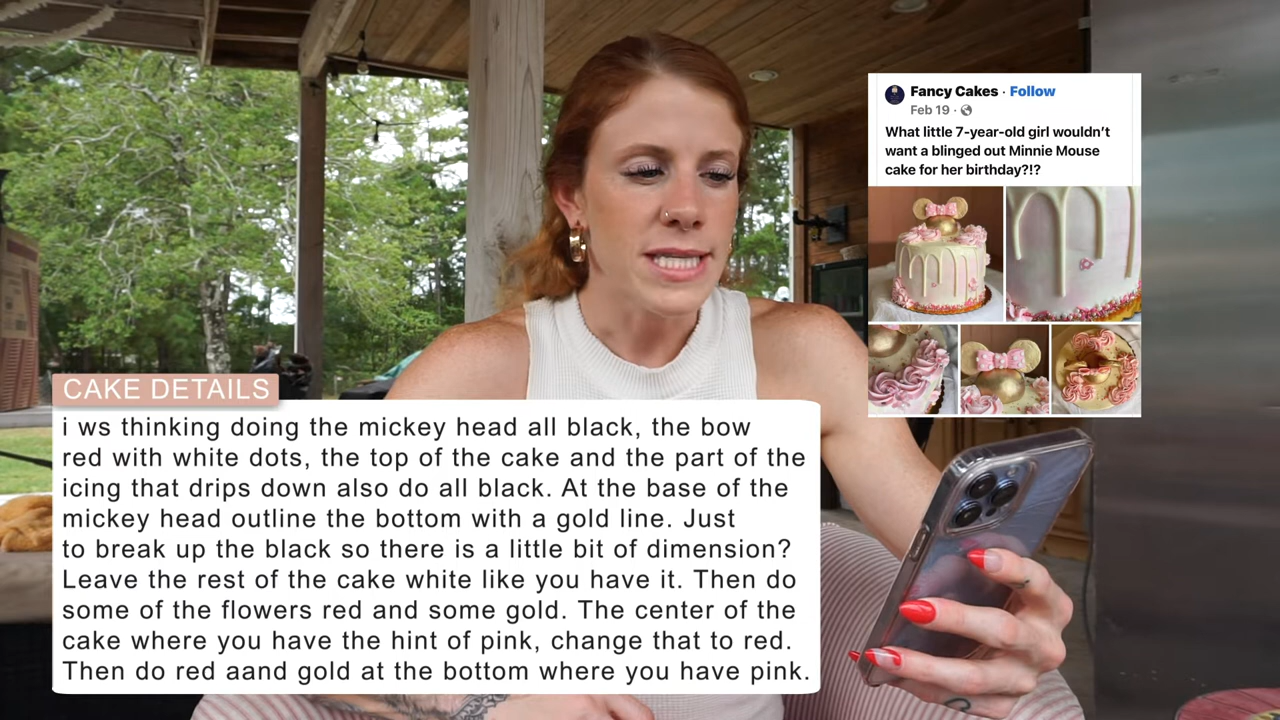 Fancy Cakes · Follow
Feb 19 ·
What little 7-year-old girl wouldn't
want a blinged out Minnie Mouse
cake for her birthday?!?
CAKE DETAILS
i ws thinking doing the mickey head all black, the bow
red with white dots, the top of the cake and the part of the
icing that drips down also do all black. At the base of the
mickey head outline the bottom with a gold line. Just
to break up the black so there is a little bit of dimension?
Leave the rest of the cake white like you have it. Then do
some of the flowers red and some gold. The center of the
cake where you have the hint of pink, change that to red.
Then do red aand gold at the bottom where you have pink.